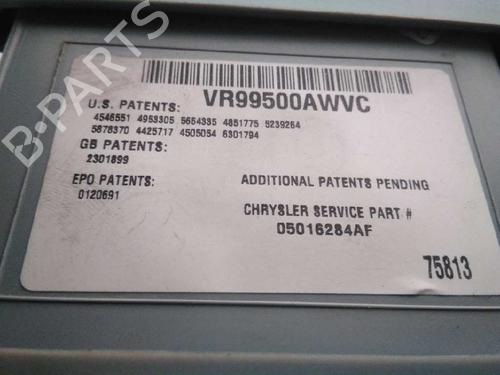 U.S. PATENTS: VR99500AWVC
4546551 4953305 5654335 4851775 5239264
5878370 4425717 4505054 6301794
GB PATENTS:
2301899
EPO PATENTS:
0120691
ADDITIONAL PATENTS PENDING
CHRYSLER SERVICE PART #
05016284AF
75813
B-PARTS